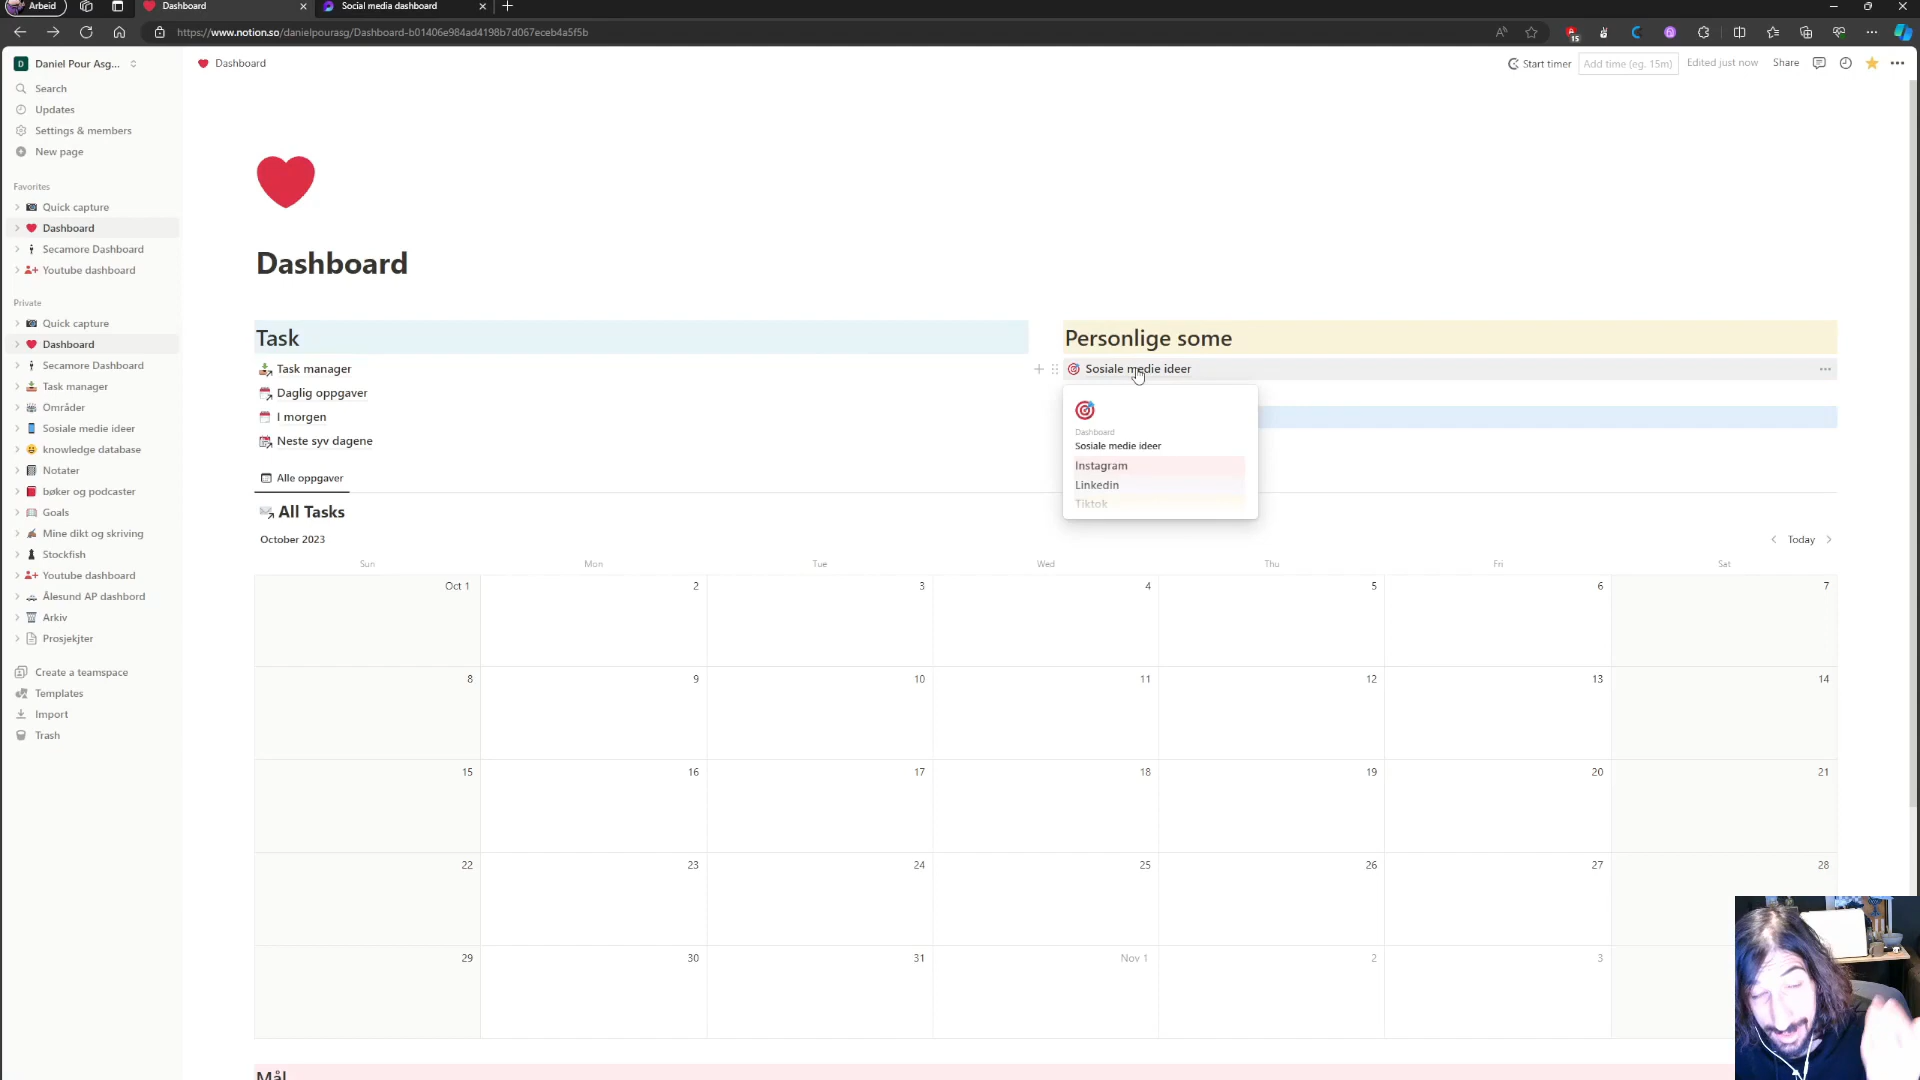 Arbeid
Dashboard
Social media dashboard
https://www.notion.so/danielpourasg/Dashboard-b01406e984ad4198b7d067eceb4a5f5b
15
D Daniel Pour Asg...
Dashboard
Start timer
Add time (eg. 15m)
Edited just now
Share
Search
Updates
Settings & members
New page
Favorites
Quick capture
Dashboard
Secamore Dashboard
Youtube dashboard
Private
Quick capture
Dashboard
Secamore Dashboard
Task manager
Områder
Sosiale medie ideer
knowledge database
Notater
bøker og podcaster
Goals
Mine dikt og skriving
Stockfish
Youtube dashboard
Ålesund AP dashbord
Arkiv
Prosjekjter
Create a teamspace
Templates
Import
Trash
Dashboard
Task
Task manager
Daglig oppgaver
I morgen
Neste syv dagene
Personlige some
Sosiale medie ideer
Dashboard
Sosiale medie ideer
Instagram
Linkedin
Tiktok
Alle oppgaver
All Tasks
October 2023
Today
Sun Mon Tue Wed Thu Fri Sat
Oct 1 2 3 4 5 6 7
8 9 10 11 12 13 14
15 16 17 18 19 20 21
22 23 24 25 26 27 28
29 30 31 Nov 1 2 3
Mål